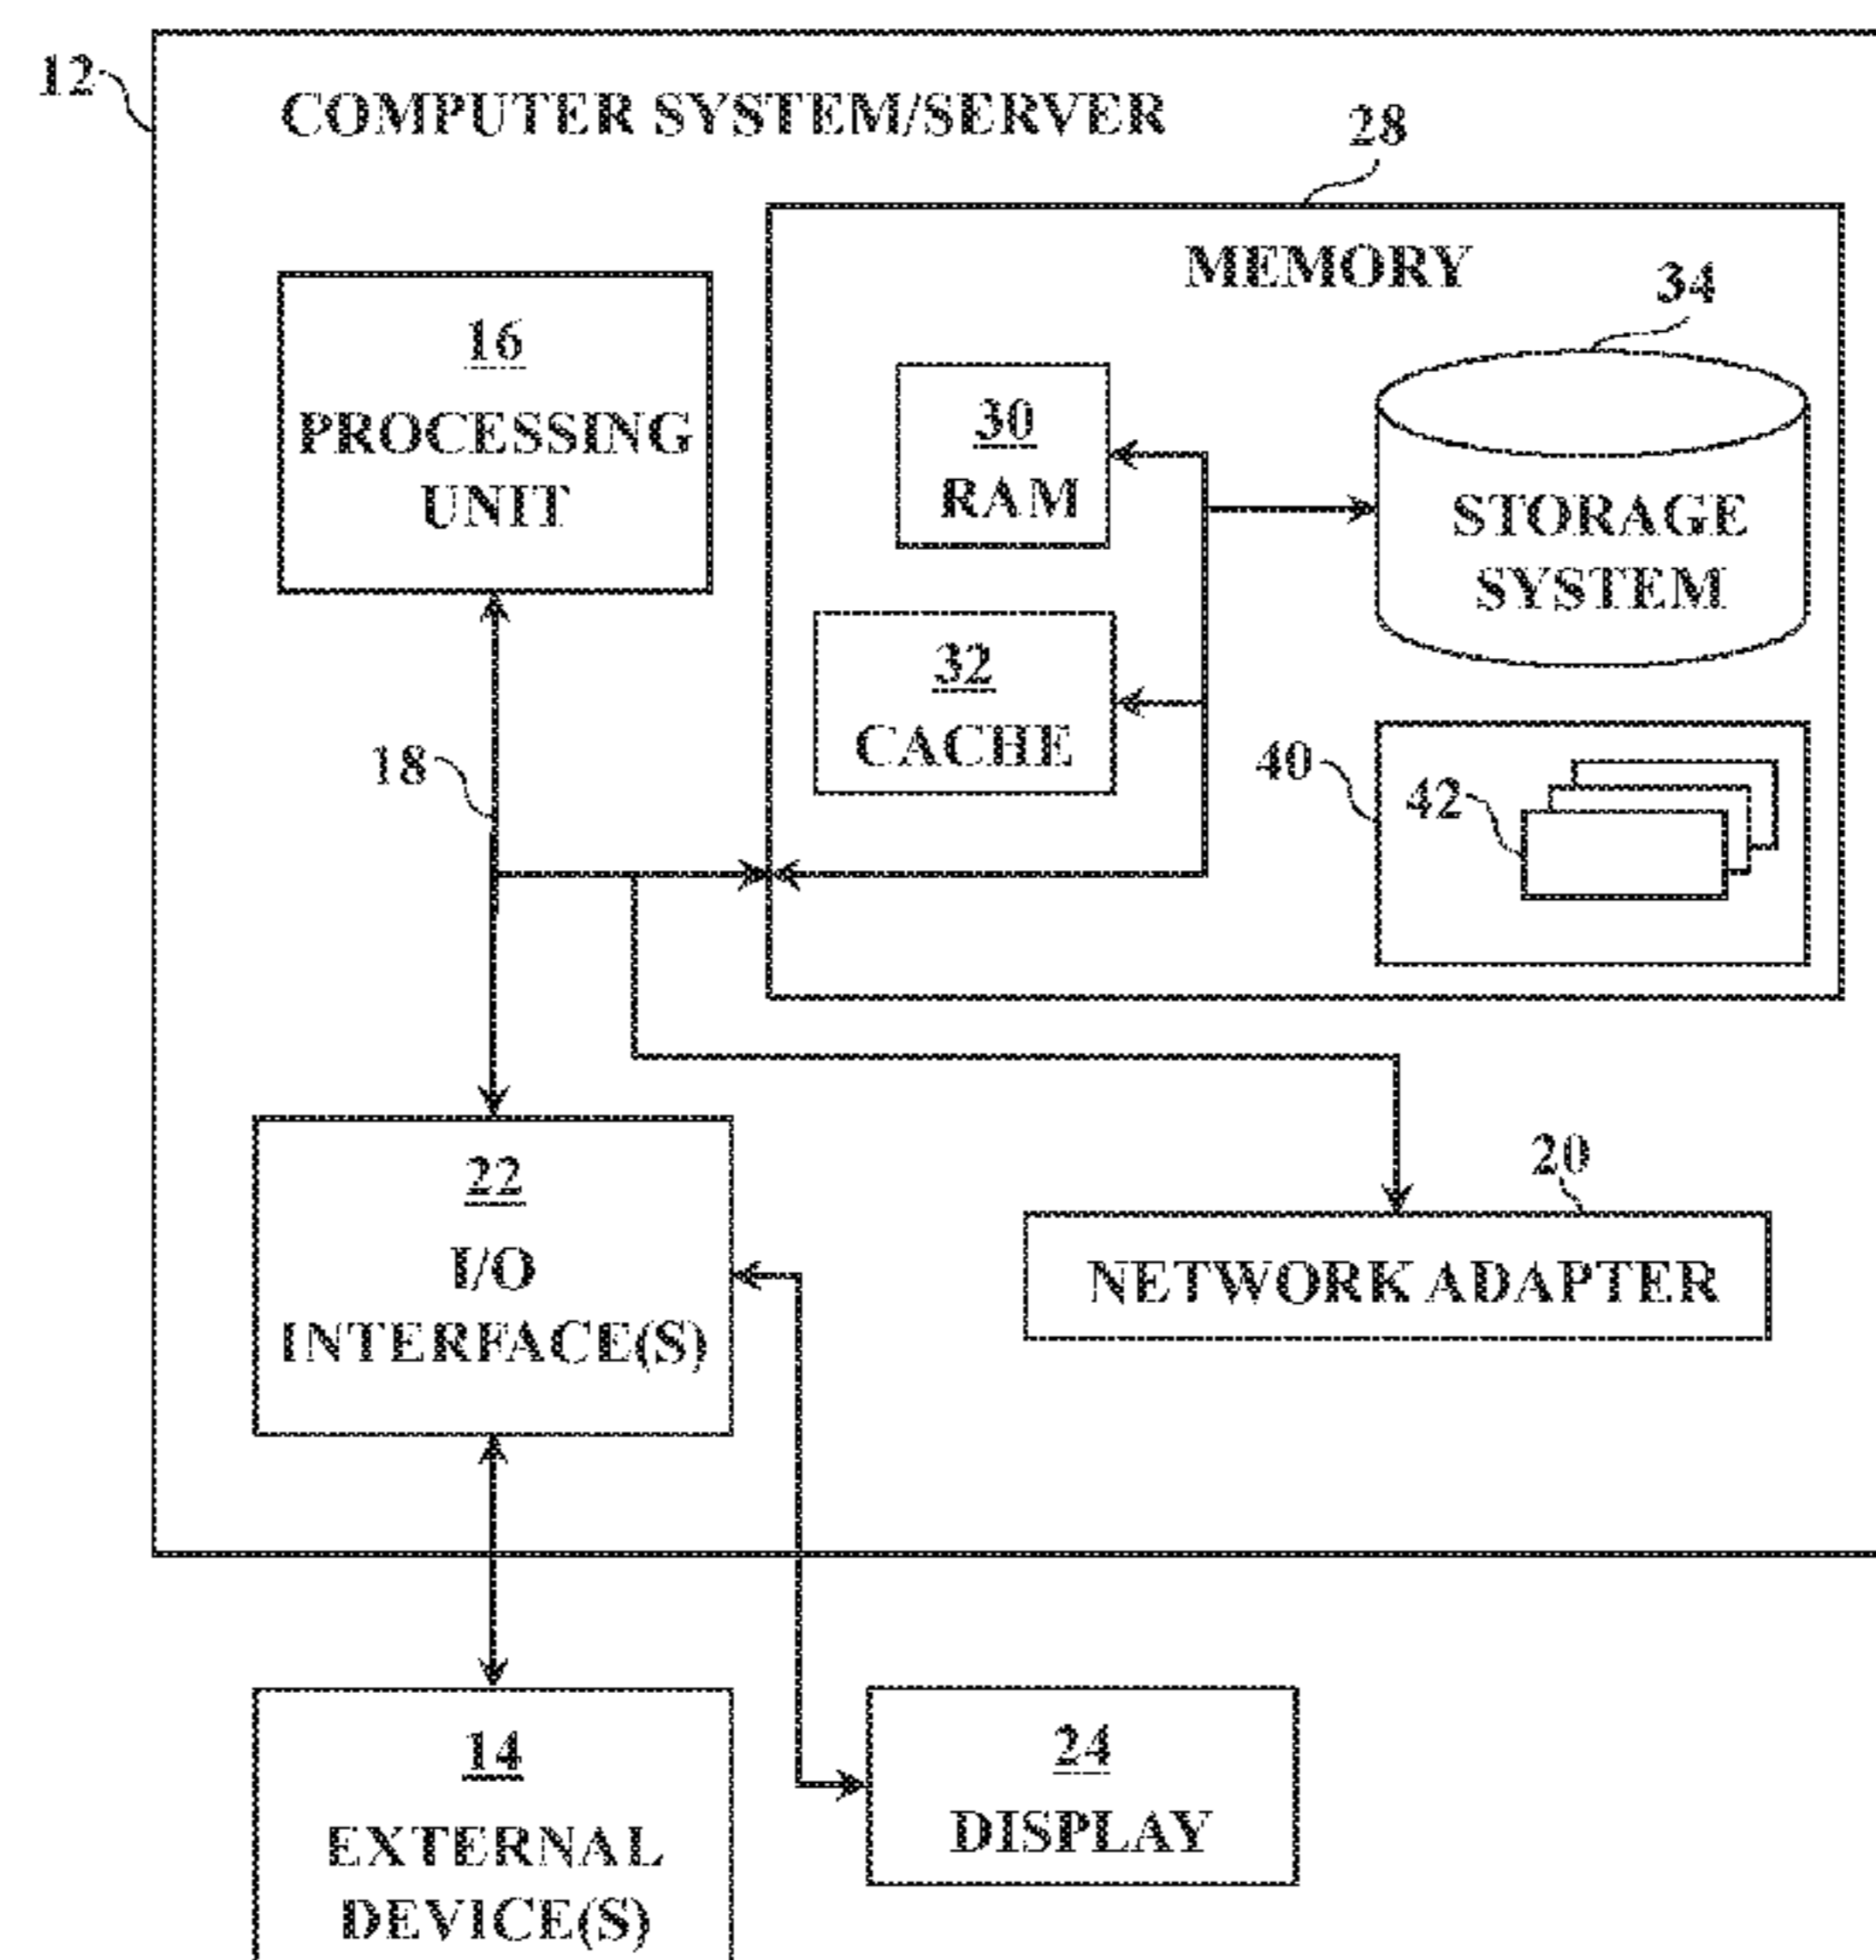 12
COMPUTER SYSTEM/SERVER
28
MEMORY
34
16
PROCESSING
UNIT
30
RAM
STORAGE
SYSTEM
32
CACHE
18
40
42
22
I/O
INTERFACE(S)
20
NETWORK ADAPTER
14
EXTERNAL
DEVICE(S)
24
DISPLAY